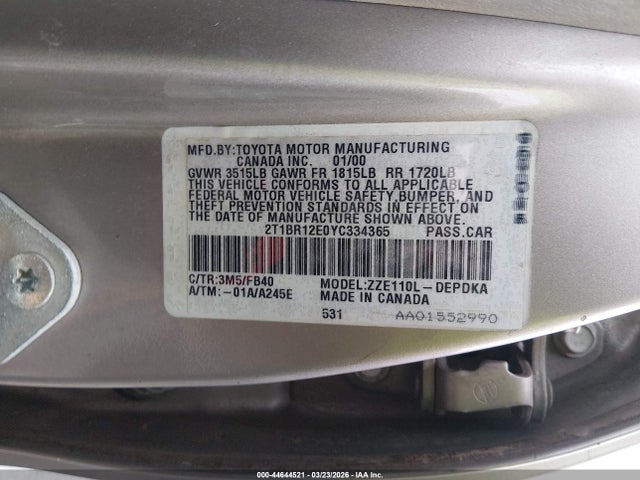 MFD.BY:TOYOTA MOTOR MANUFACTURING
CANADA INC. 01/00
GVWR 3515LB GAWR FR 1815LB RR 1720LB
THIS VEHICLE CONFORMS TO ALL APPLICABLE
FEDERAL MOTOR VEHICLE SAFETY,BUMPER, AND
THEFT PREVENTION STANDARDS IN EFFECT ON
THE DATE OF MANUFACTURE SHOWN ABOVE.
2T1BR12E0YC334365 PASS.CAR
C/TR:3M5/FB40 MODEL:ZZE110L-DEPDKA
A/TM:-01A/A245E MADE IN CANADA
531 AA01552990
000-44644521 - 03/23/2026 - IAA Inc.